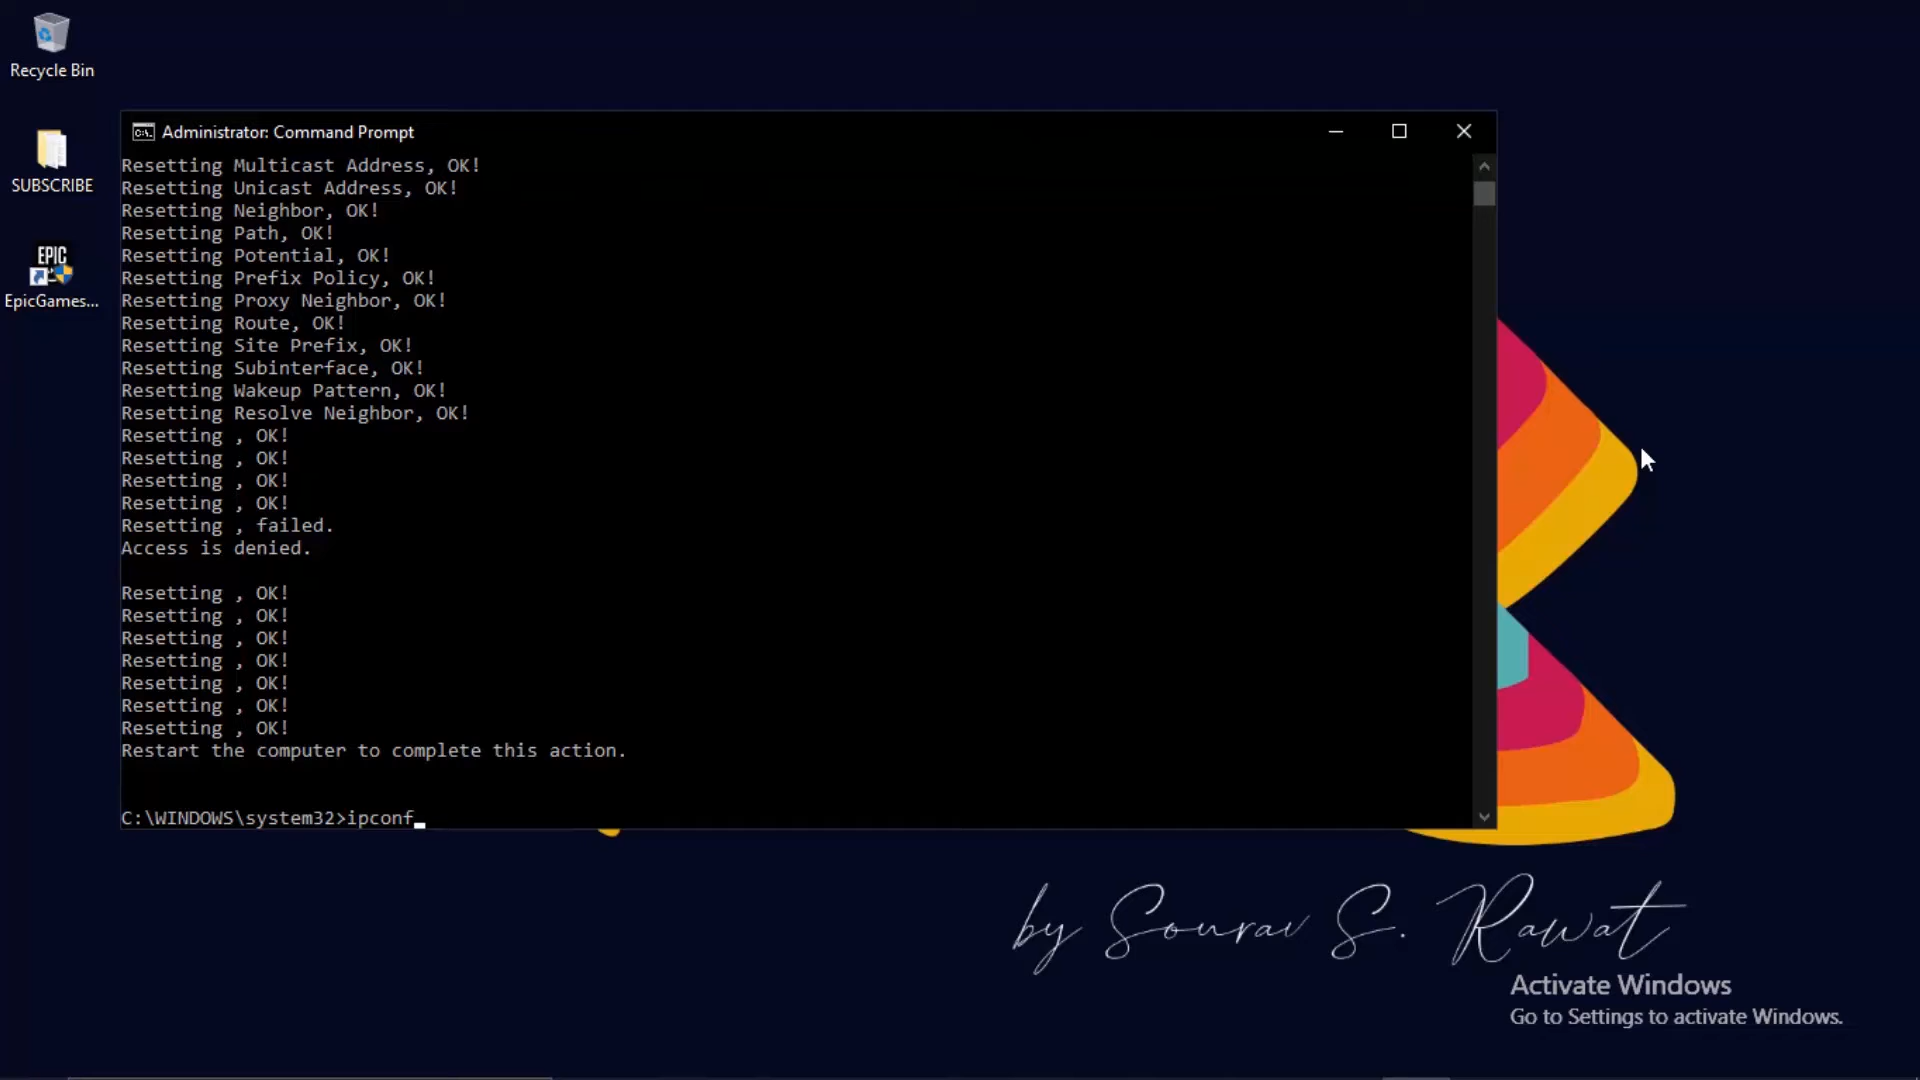 Recycle Bin
SUBSCRIBE
EPIC
EpicGames...
Administrator: Command Prompt
Resetting Multicast Address, OK!
Resetting Unicast Address, OK!
Resetting Neighbor, OK!
Resetting Path, OK!
Resetting Potential, OK!
Resetting Prefix Policy, OK!
Resetting Proxy Neighbor, OK!
Resetting Route, OK!
Resetting Site Prefix, OK!
Resetting Subinterface, OK!
Resetting Wakeup Pattern, OK!
Resetting Resolve Neighbor, OK!
Resetting , OK!
Resetting , OK!
Resetting , OK!
Resetting , OK!
Resetting , failed.
Access is denied.
Resetting , OK!
Resetting , OK!
Resetting , OK!
Resetting , OK!
Resetting , OK!
Resetting , OK!
Resetting , OK!
Restart the computer to complete this action.
C:\WINDOWS\system32>ipconf_
by Sourav S. Rawat
Activate Windows
Go to Settings to activate Windows.